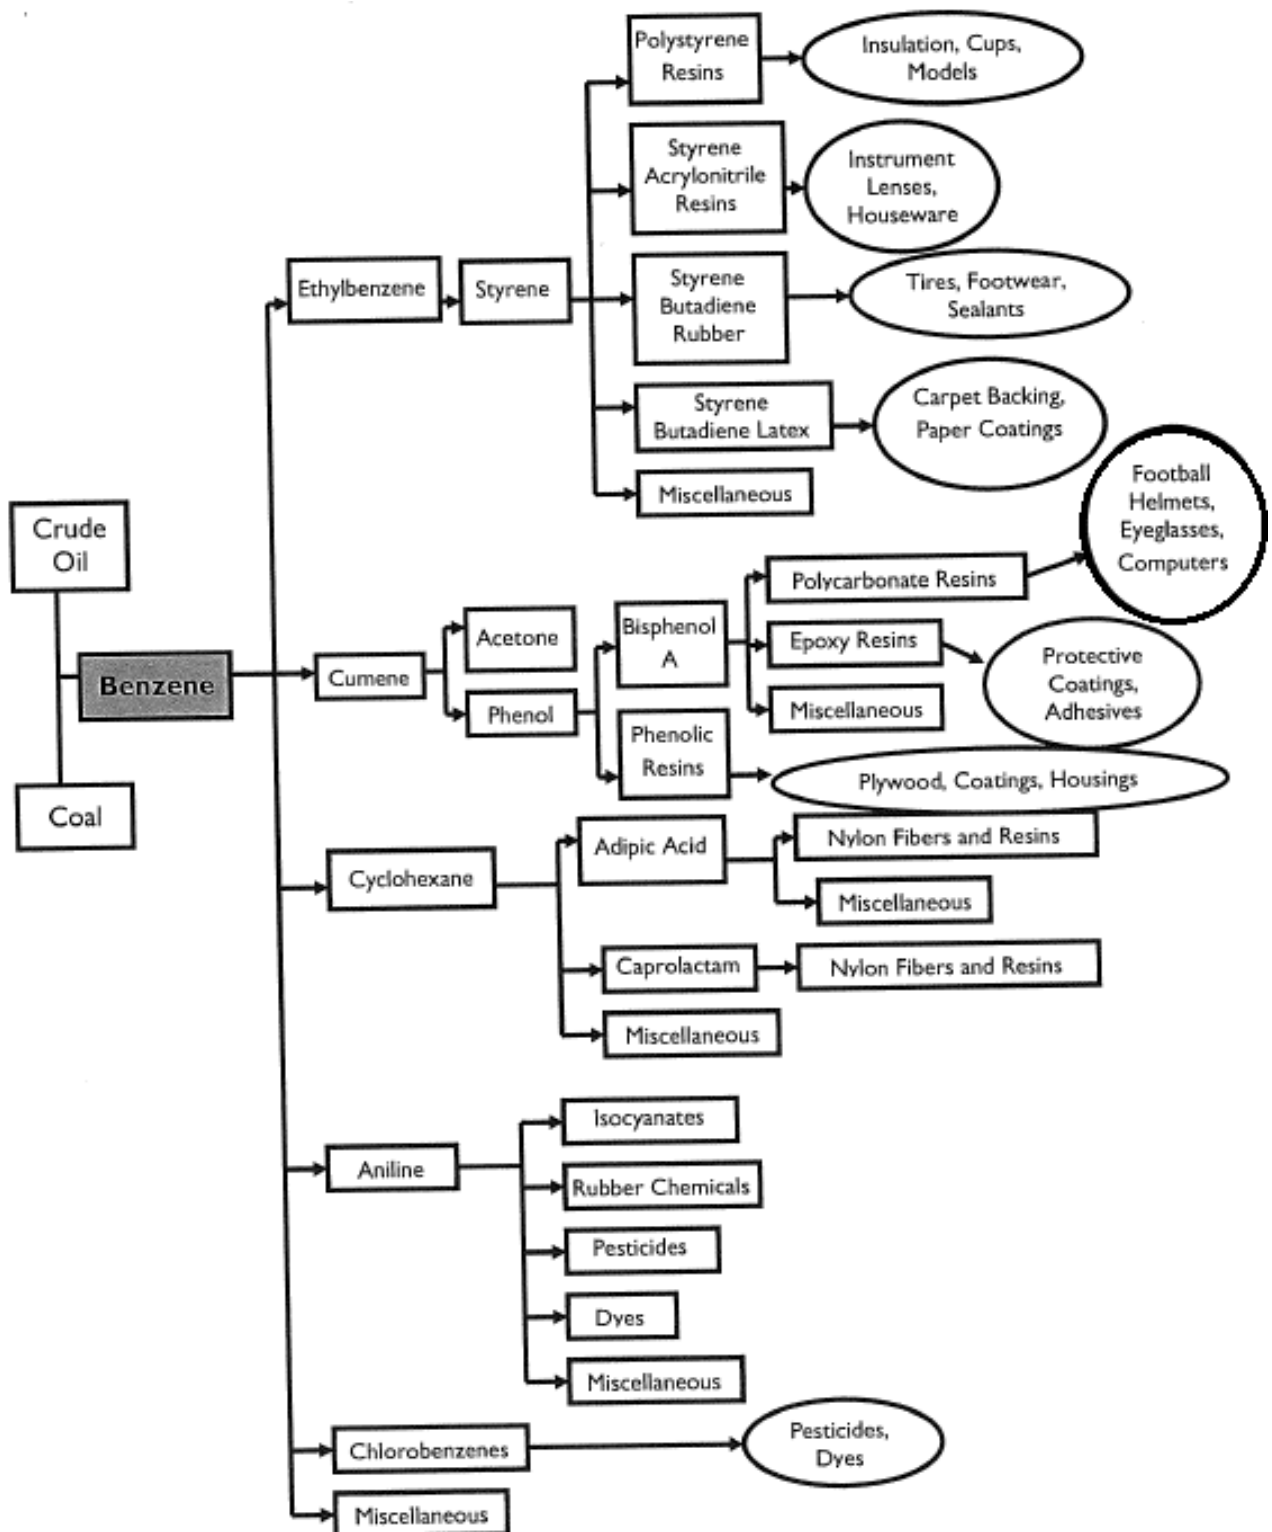 Polystyrene
Resins
Insulation, Cups,
Models
Styrene
Acrylonitrile
Resins
Instrument
Lenses,
Houseware
Ethylbenzene
Styrene
Styrene
Butadiene
Rubber
Tires, Footwear,
Sealants
Styrene
Butadiene Latex
Carpet Backing,
Paper Coatings
Miscellaneous
Football
Helmets,
Eyeglasses,
Computers
Crude
Oil
Benzene
Coal
Cumene
Acetone
Phenol
Bisphenol
A
Polycarbonate Resins
Epoxy Resins
Miscellaneous
Protective
Coatings,
Adhesives
Phenolic
Resins
Plywood, Coatings, Housings
Cyclohexane
Adipic Acid
Nylon Fibers and Resins
Miscellaneous
Caprolactam
Nylon Fibers and Resins
Miscellaneous
Aniline
Isocyanates
Rubber Chemicals
Pesticides
Dyes
Miscellaneous
Chlorobenzenes
Pesticides,
Dyes
Miscellaneous